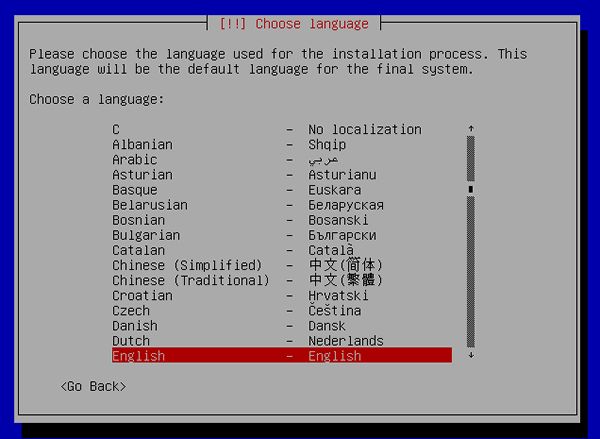 [!!] Choose language
Please choose the language used for the installation process. This
language will be the default language for the final system.
Choose a language:
C - No localization ↑
Albanian - Shqip
Arabic - عربي
Asturian - Asturianu
Basque - Euskara
Belarusian - Беларуская
Bosnian - Bosanski
Bulgarian - Български
Catalan - Català
Chinese (Simplified) - 中文(简体)
Chinese (Traditional) - 中文(繁體)
Croatian - Hrvatski
Czech - Čeština
Danish - Dansk
Dutch - Nederlands
English - English ↓
<Go Back>